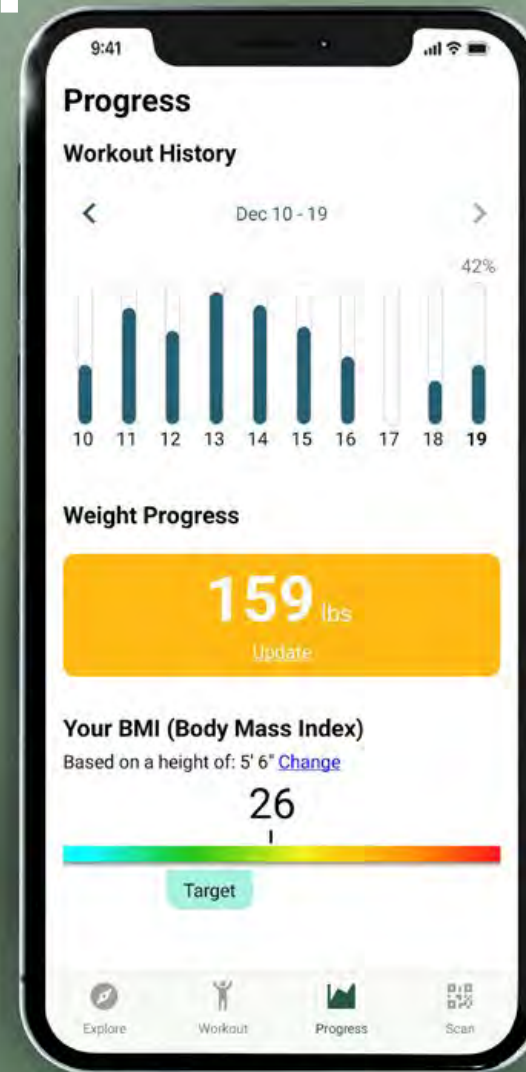 9:41
Progress
Workout History
Dec 10 - 19
42%
10 11 12 13 14 15 16 17 18 19
Weight Progress
159 lbs
Update
Your BMI (Body Mass Index)
Based on a height of: 5' 6" Change
26
Target
Explore Workout Progress Scan